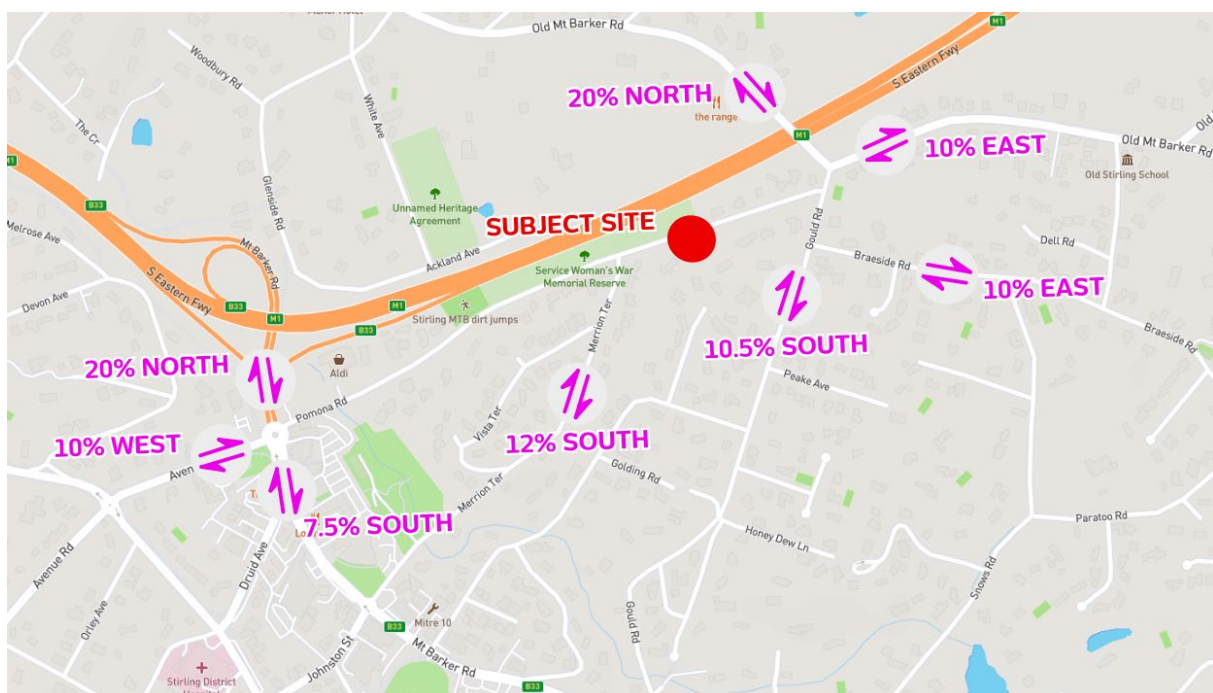 Manor Hotel
Old Mt Barker Rd
Woodbury Rd
White Ave
S Eastern Fwy
20% NORTH
the range
M1
The Cr
10% EAST
Old Mt Barker Rd
Old
Old Stirling School
M1
Glenside Rd
Unnamed Heritage
Agreement
B33
SUBJECT SITE
Gould Rd
Melrose Ave
Mt Barker Rd
Ackland Ave
Dell Rd
Service Woman's War
Memorial Reserve
Braeside Rd
S Eastern Fwy
10% EAST
Devon Ave
B33
M1
M1
Stirling MTB dirt jumps
B33
Merrion Ter
Braeside Rd
10.5% SOUTH
20% NORTH
Aldi
Peake Ave
Pomona Rd
Vista Ter
12% SOUTH
10% WEST
Aven
Golding Rd
Merrion Ter
7.5% SOUTH
Paratoo Rd
Honey Dew Ln
Avenue Rd
Druid Ave
Snows Rd
Orley Ave
Mitre 10
Gould Rd
B33
Mt Barker Rd
Johnston St
Stirling District
B33